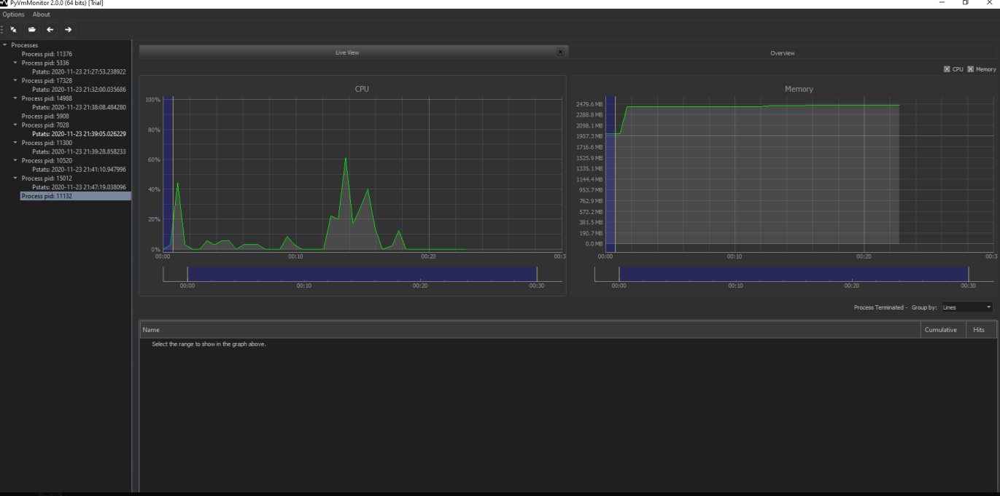 PyVmMonitor 2.0.0 (64 bits) [Trial]
Options About
Processes
Process pid: 11376
Process pid: 5336
Pstats: 2020-11-23 21:27:53.238922
Process pid: 17328
Pstats: 2020-11-23 21:32:00.035686
Process pid: 14988
Pstats: 2020-11-23 21:38:08.484280
Process pid: 5908
Process pid: 7028
Pstats: 2020-11-23 21:39:05.026229
Process pid: 11300
Pstats: 2020-11-23 21:39:28.858233
Process pid: 10520
Pstats: 2020-11-23 21:41:10.947996
Process pid: 15012
Pstats: 2020-11-23 21:47:19.038096
Process pid: 11132
Live View
Overview
CPU Memory
CPU
100%
80%
60%
40%
20%
0%
00:00 00:10 00:20 00:3
00:00 00:10 00:20 00:30
Memory
2479.6 MB
2288.8 MB
2098.1 MB
1907.3 MB
1716.6 MB
1525.9 MB
1335.1 MB
1144.4 MB
953.7 MB
762.9 MB
572.2 MB
381.5 MB
190.7 MB
0.0 MB
00:00 00:10 00:20 00:3
00:00 00:10 00:20 00:30
Process Terminated - Group by: Lines
Name Cumulative Hits
Select the range to show in the graph above.